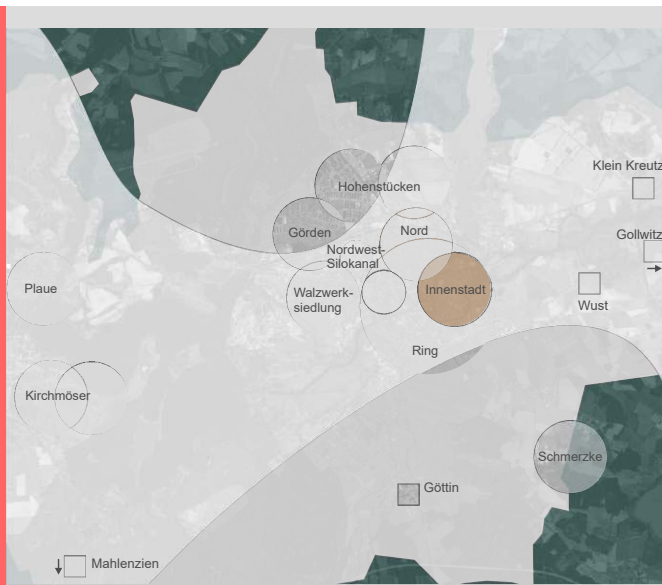 Klein Kreutz
Hohenstücken
Görden
Nord
Gollwitz
Nordwest-
Silokanal
Plaue
Walzwerk-
siedlung
Innenstadt
Wust
Ring
Kirchmöser
Schmerzke
Göttin
Mahlenzien